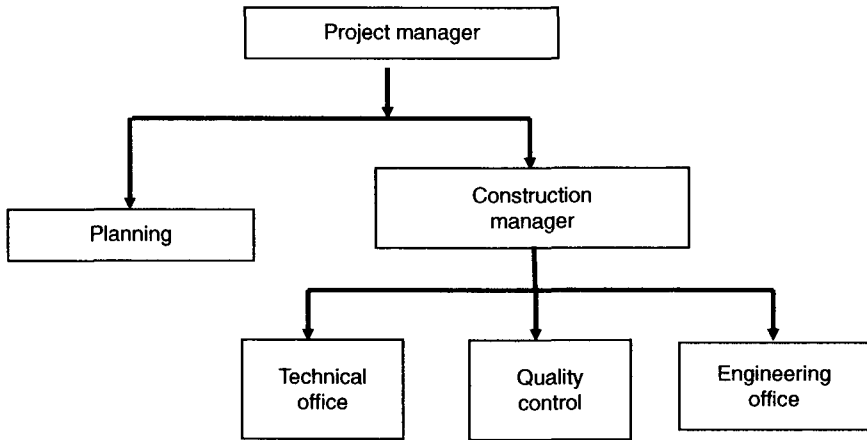 Project manager
Planning
Construction
manager
Technical
office
Quality
control
Engineering
office